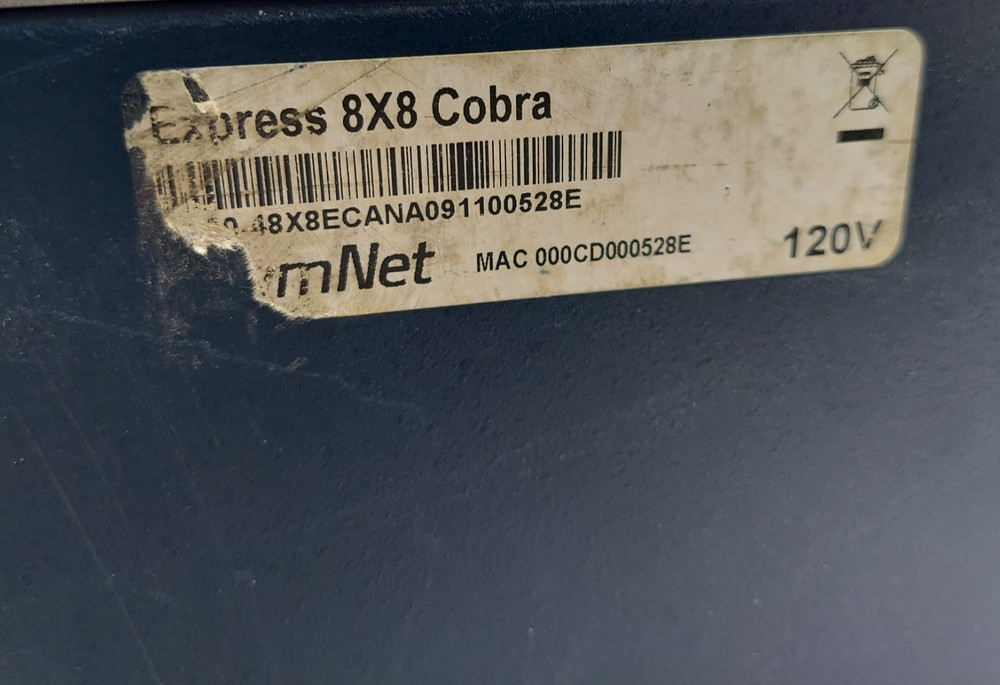 Express 8X8 Cobra
48X8ECANA091100528E
mNet MAC 000CD000528E 120V